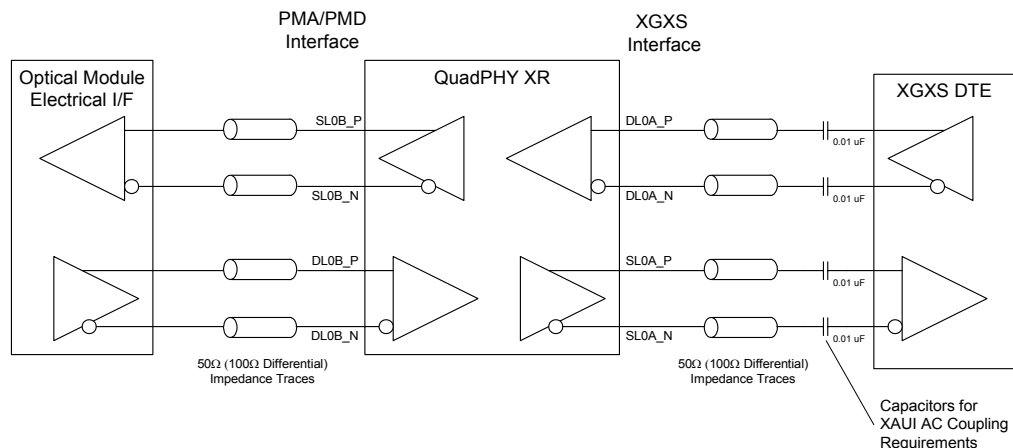 PMA/PMD
Interface
XGXS
Interface
Optical Module
Electrical I/F
QuadPHY XR
XGXS DTE
SL0B_P
DL0A_P
0.01 uF
SL0B_N
DL0A_N
0.01 uF
DL0B_P
SL0A_P
0.01 uF
DL0B_N
SL0A_N
0.01 uF
50Ω (100Ω Differential)
Impedance Traces
50Ω (100Ω Differential)
Impedance Traces
Capacitors for
XAUI AC Coupling
Requirements